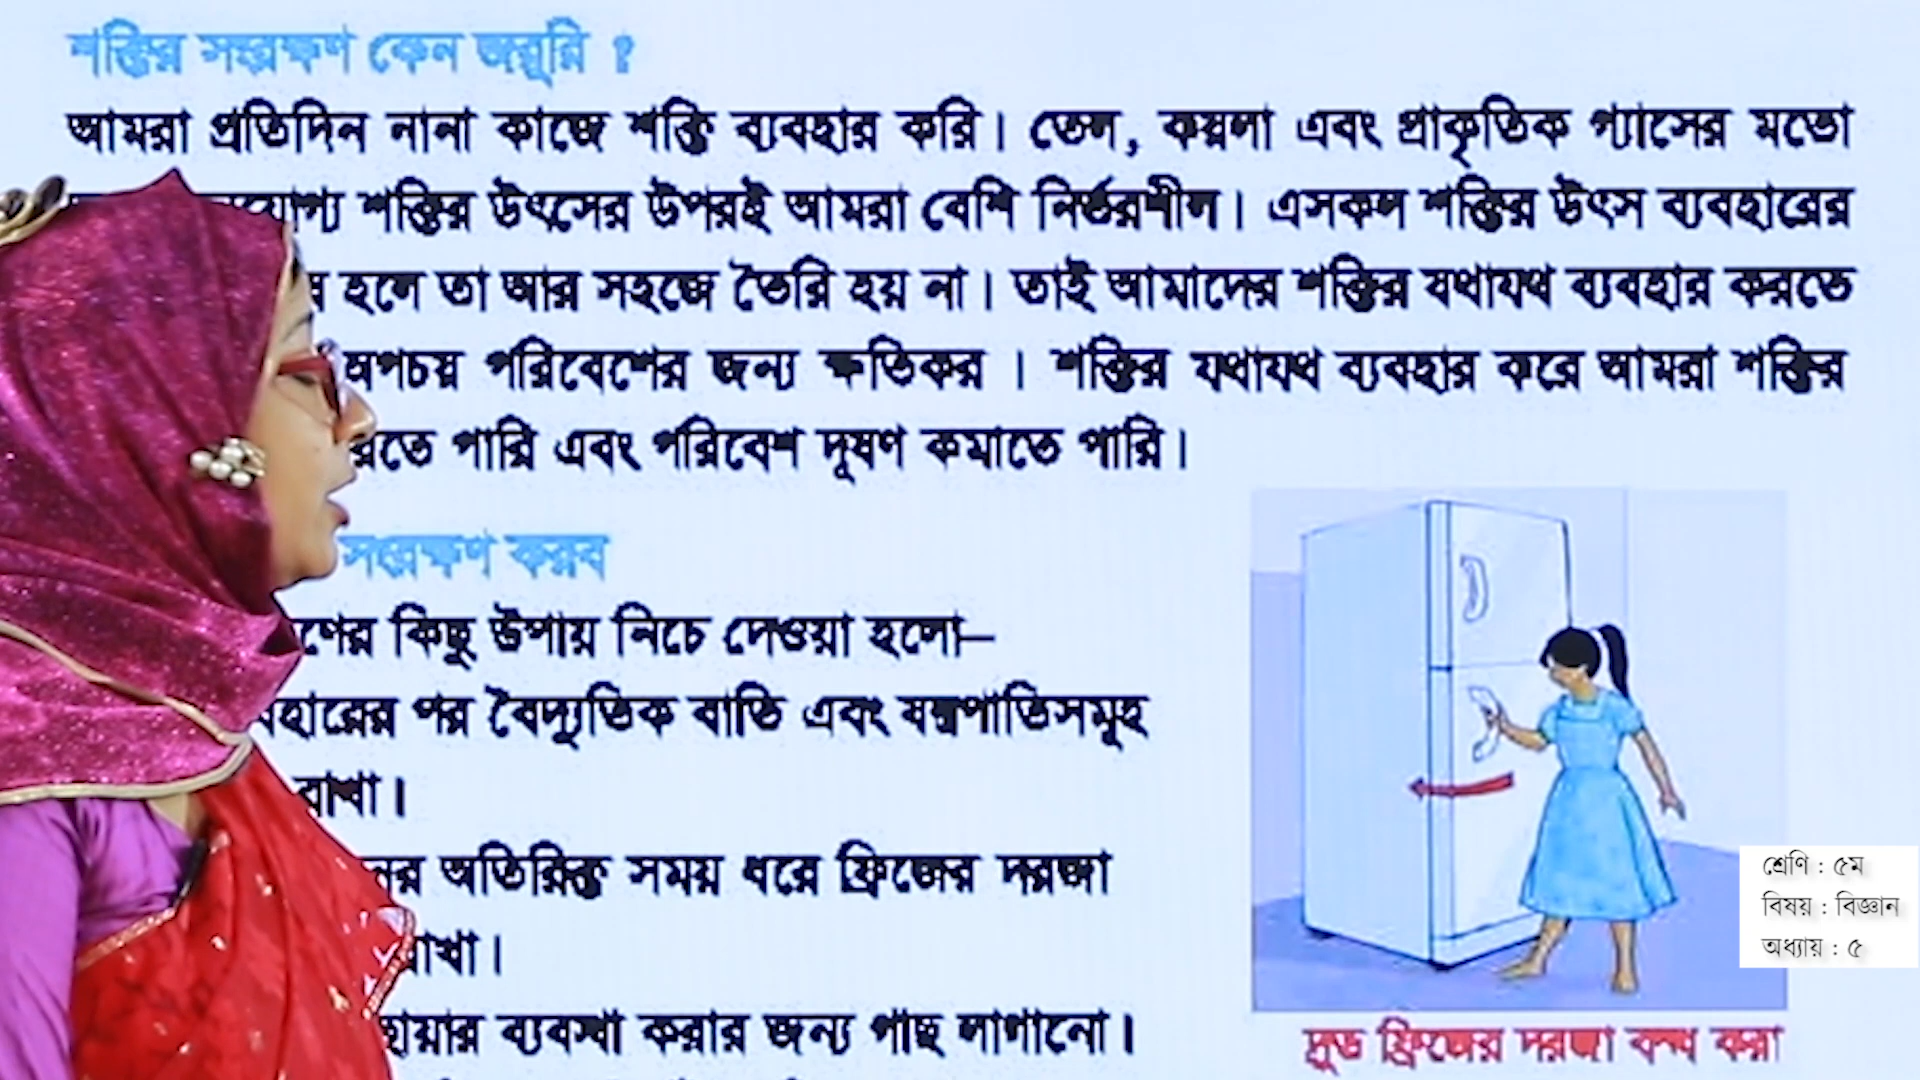 শক্তির সংরক্ষণ কেন জরুরি ?
আমরা প্রতিদিন নানা কাজে শক্তি ব্যবহার করি। তেল, কয়লা এবং প্রাকৃতিক গ্যাসের মতো
শক্তির উৎসের উপরই আমরা বেশি নির্ভরশীল। এসকল শক্তির উৎস ব্যবহারের
হলে তা আর সহজে তৈরি হয় না। তাই আমাদের শক্তির যথাযথ ব্যবহার করতে
অপচয় পরিবেশের জন্য ক্ষতিকর । শক্তির যথাযথ ব্যবহার করে আমরা শক্তির
পারি এবং পরিবেশ দূষণ কমাতে পারি।
সংরক্ষণ করব
কিছু উপায় নিচে দেওয়া হলো–
পর বৈদ্যুতিক বাতি এবং যন্ত্রপাতিসমূহ
রাখা।
অতিরিক্ত সময় ধরে ফ্রিজের দরজা
রাখা।
ব্যবস্থা করার জন্য গাছ লাগানো।
দ্রুত ফ্রিজের দরজা বন্ধ করা
শ্রেণি : ৫ম
বিষয় : বিজ্ঞান
অধ্যায় : ৫